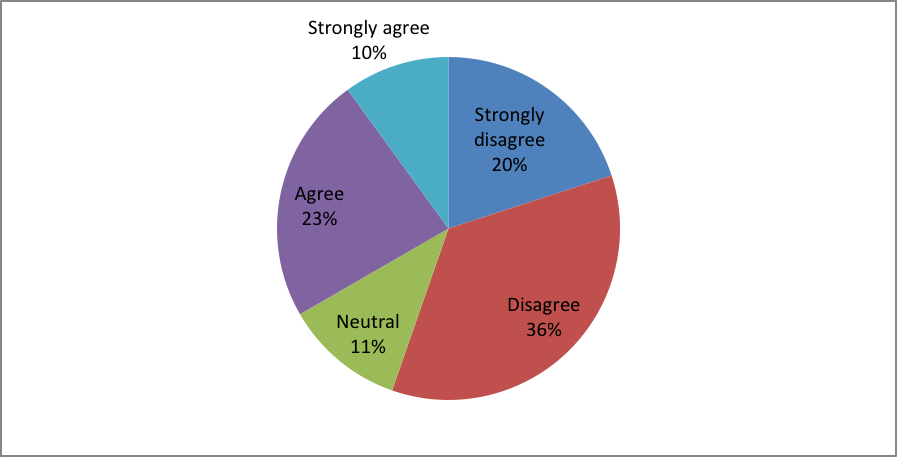 Strongly agree
10%
Strongly
disagree
20%
Agree
23%
Disagree
36%
Neutral
11%